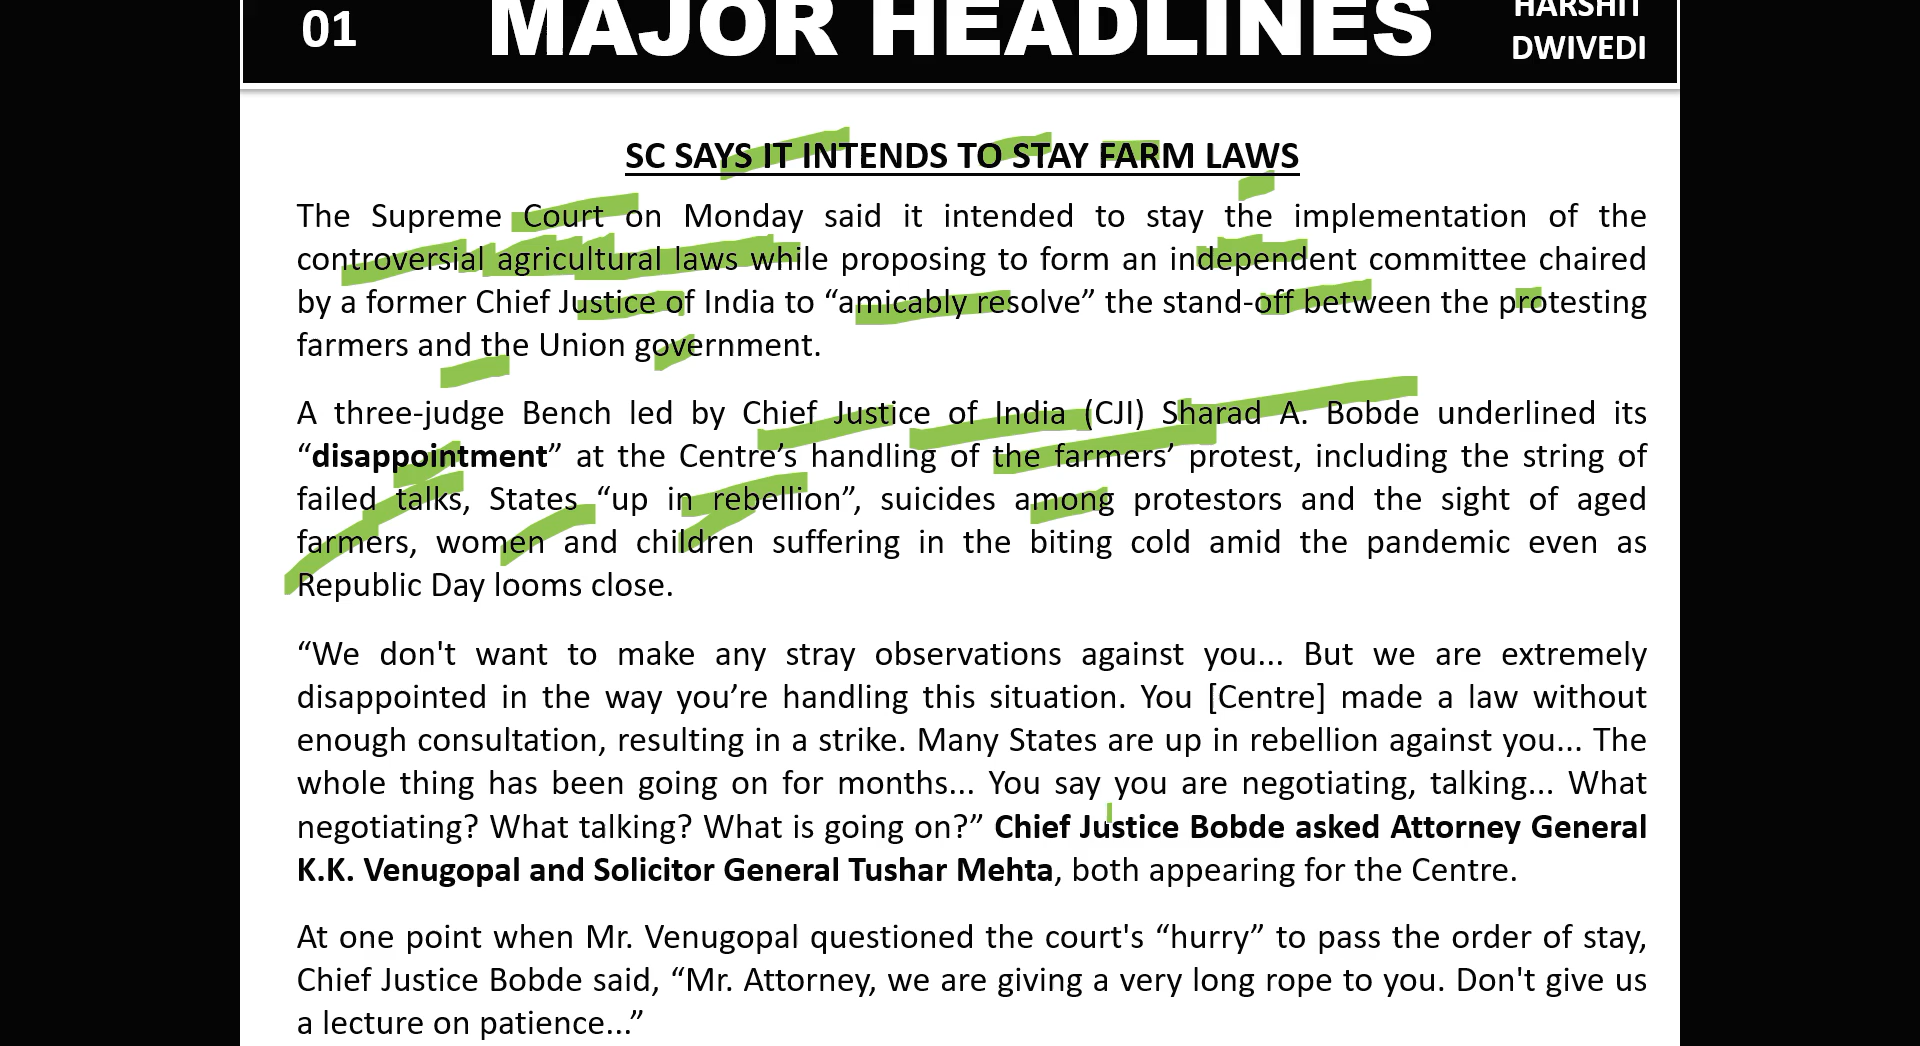 01
MAJOR HEADLINES
HARSHIT
DWIVEDI
SC SAYS IT INTENDS TO STAY FARM LAWS
The Supreme Court on Monday said it intended to stay the implementation of the
controversial agricultural laws while proposing to form an independent committee chaired
by a former Chief Justice of India to “amicably resolve” the stand-off between the protesting
farmers and the Union government.
A three-judge Bench led by Chief Justice of India (CJI) Sharad A. Bobde underlined its
“disappointment” at the Centre’s handling of the farmers’ protest, including the string of
failed talks, States “up in rebellion”, suicides among protestors and the sight of aged
farmers, women and children suffering in the biting cold amid the pandemic even as
Republic Day looms close.
“We don't want to make any stray observations against you... But we are extremely
disappointed in the way you’re handling this situation. You [Centre] made a law without
enough consultation, resulting in a strike. Many States are up in rebellion against you... The
whole thing has been going on for months... You say you are negotiating, talking... What
negotiating? What talking? What is going on?” Chief Justice Bobde asked Attorney General
K.K. Venugopal and Solicitor General Tushar Mehta, both appearing for the Centre.
At one point when Mr. Venugopal questioned the court's “hurry” to pass the order of stay,
Chief Justice Bobde said, “Mr. Attorney, we are giving a very long rope to you. Don't give us
a lecture on patience...”